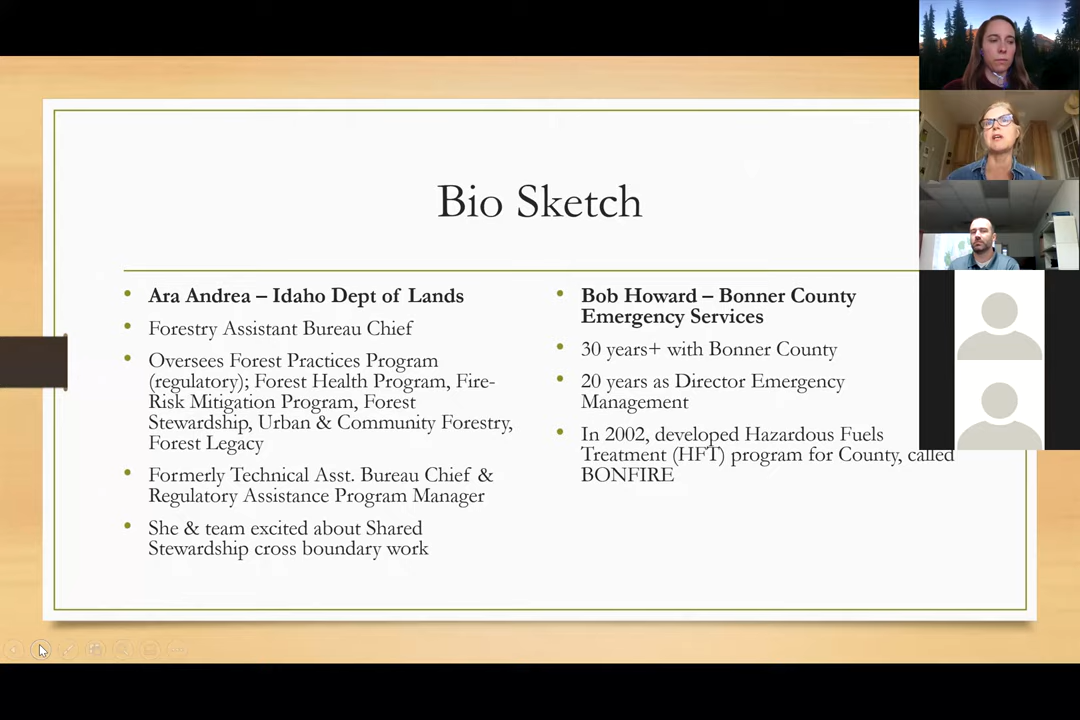 Bio Sketch
Ara Andrea – Idaho Dept of Lands
Forestry Assistant Bureau Chief
Oversees Forest Practices Program
(regulatory); Forest Health Program, Fire-
Risk Mitigation Program, Forest
Stewardship, Urban & Community Forestry,
Forest Legacy
Formerly Technical Asst. Bureau Chief &
Regulatory Assistance Program Manager
She & team excited about Shared
Stewardship cross boundary work
Bob Howard – Bonner County
Emergency Services
30 years+ with Bonner County
20 years as Director Emergency
Management
In 2002, developed Hazardous Fuels
Treatment (HFT) program for County, called
BONFIRE